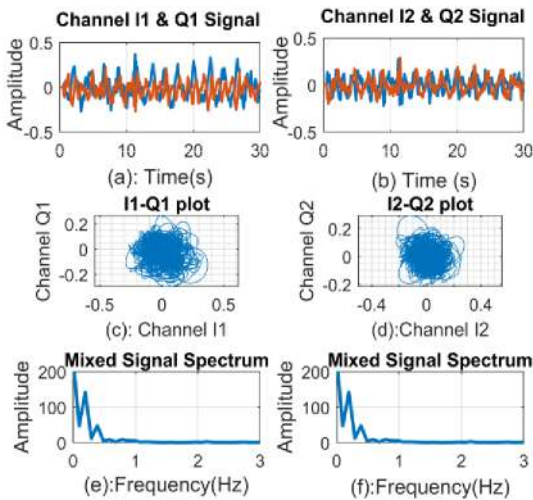 Channel I1 & Q1 Signal
Channel I2 & Q2 Signal
Amplitude
0.5
0
-0.5
0 10 20 30
(a): Time(s)
Amplitude
0.5
0
-0.5
0 10 20 30
(b) Time (s)
I1-Q1 plot
I2-Q2 plot
Channel Q1
0.2
0
-0.2
-0.5 0 0.5
(c): Channel I1
Channel Q2
0.2
0
-0.2
-0.5 0 0.5
(d):Channel I2
Mixed Signal Spectrum
Mixed Signal Spectrum
Amplitude
200
100
0
0 1 2 3
(e):Frequency(Hz)
Amplitude
200
100
0
0 1 2 3
(f):Frequency(Hz)